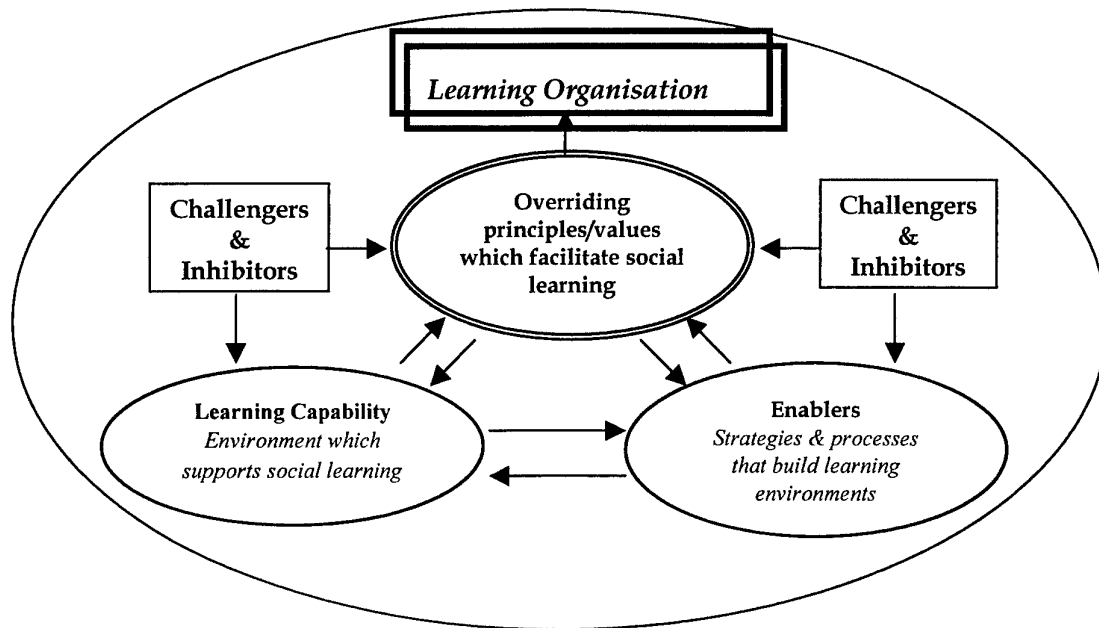 Learning Organisation
Challengers
&
Inhibitors
Overriding
principles/values
which facilitate social
learning
Challengers
&
Inhibitors
Learning Capability
Environment which
supports social learning
Enablers
Strategies & processes
that build learning
environments